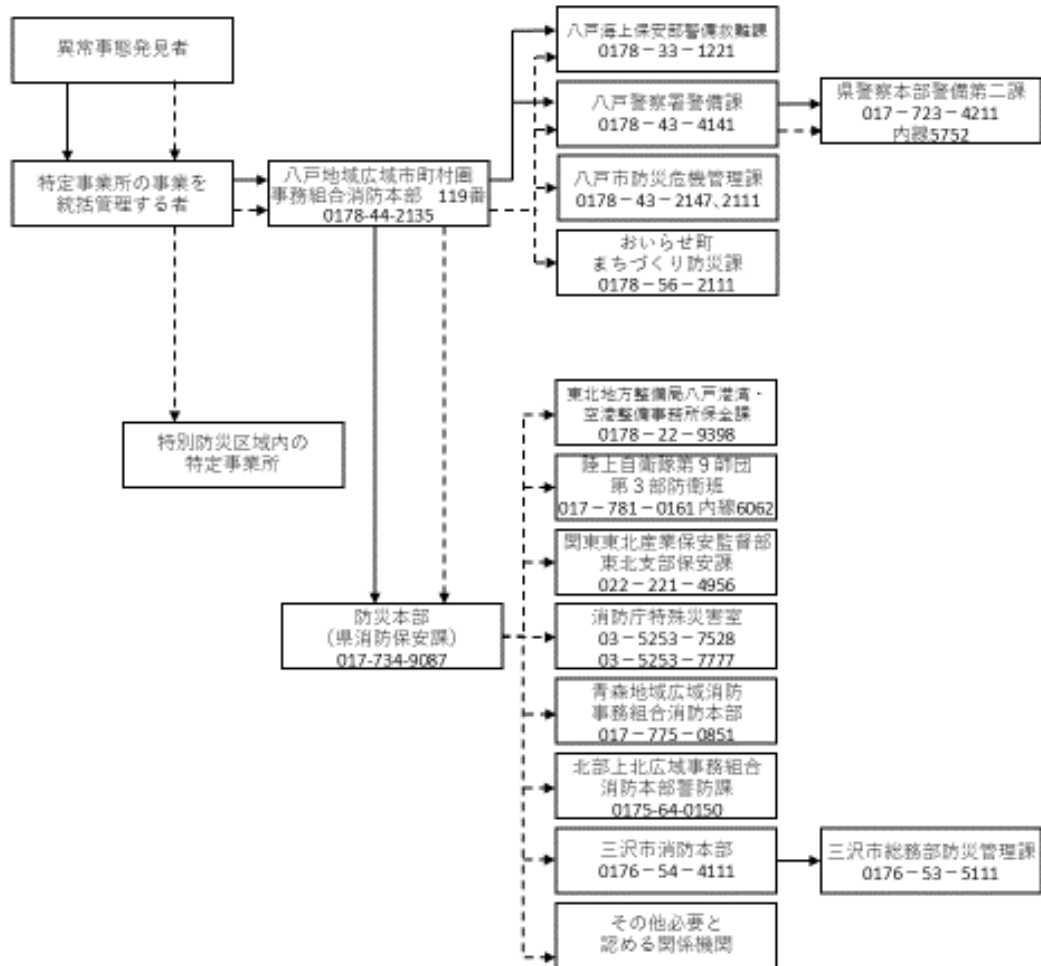 異常事態発見者
特定事業所の事業を
統括管理する者
八戸地域広域市町村圏
事務組合消防本部　119番
0178-44-2135
八戸海上保安部警備救難課
0178－33－1221
八戸警察署警備課
0178－43－4141
県警察本部警備第二課
017－723－4211
内線5752
八戸市防災危機管理課
0178－43－2147、2111
おいらせ町
まちづくり防災課
0178－56－2111
特別防災区域内の
特定事業所
防災本部
（県消防保安課）
017-734-9087
東北地方整備局八戸港湾・
空港整備事務所保全課
0178－22－9398
陸上自衛隊第９師団
第３部防衛班
017－781－0161 内線6062
関東東北産業保安監督部
東北支部保安課
022－221－4956
消防庁特殊災害室
03－5253－7528
03－5253－7777
青森地域広域消防
事務組合消防本部
017－775－0851
北部上北広域事務組合
消防本部警防課
0175-64-0150
三沢市消防本部
0176－54－4111
三沢市総務部防災管理課
0176－53－5111
その他必要と
認める関係機関